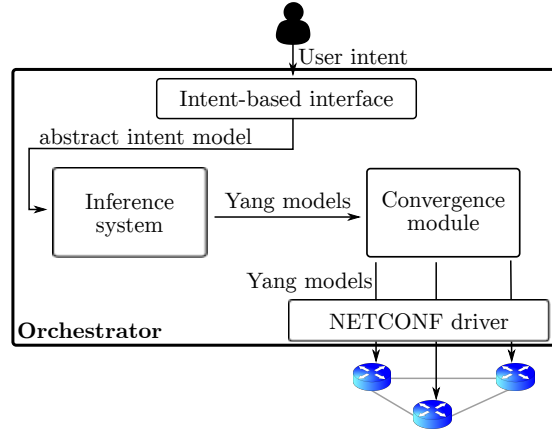 User intent
Intent-based interface
abstract intent model
Inference
system
Yang models
Convergence
module
Yang models
NETCONF driver
Orchestrator